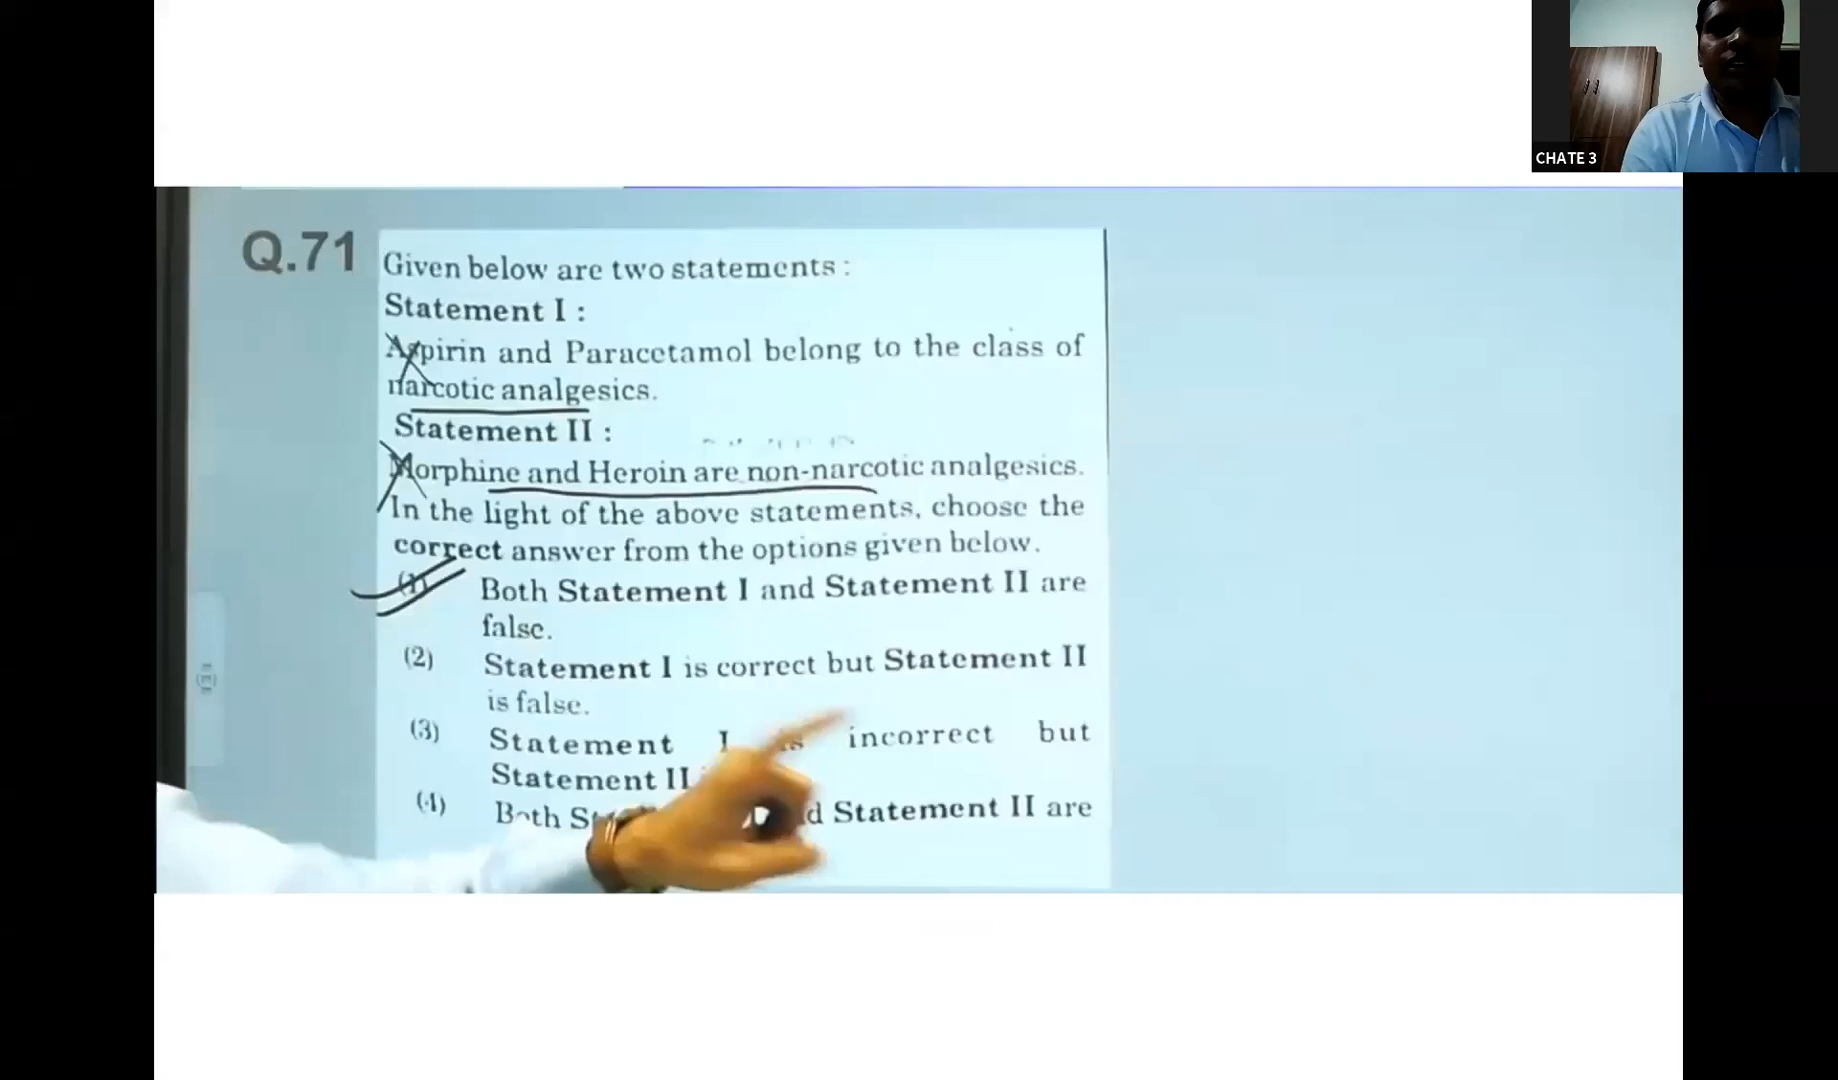 CHATE 3
Q.71
Given below are two statements :
Statement I :
Aspirin and Paracetamol belong to the class of
narcotic analgesics.
Statement II :
Morphine and Heroin are non-narcotic analgesics.
In the light of the above statements, choose the
correct answer from the options given below.
(1) Both Statement I and Statement II are
false.
(2) Statement I is correct but Statement II
is false.
(3) Statement I is incorrect but
Statement II
(4) Both Statement II are